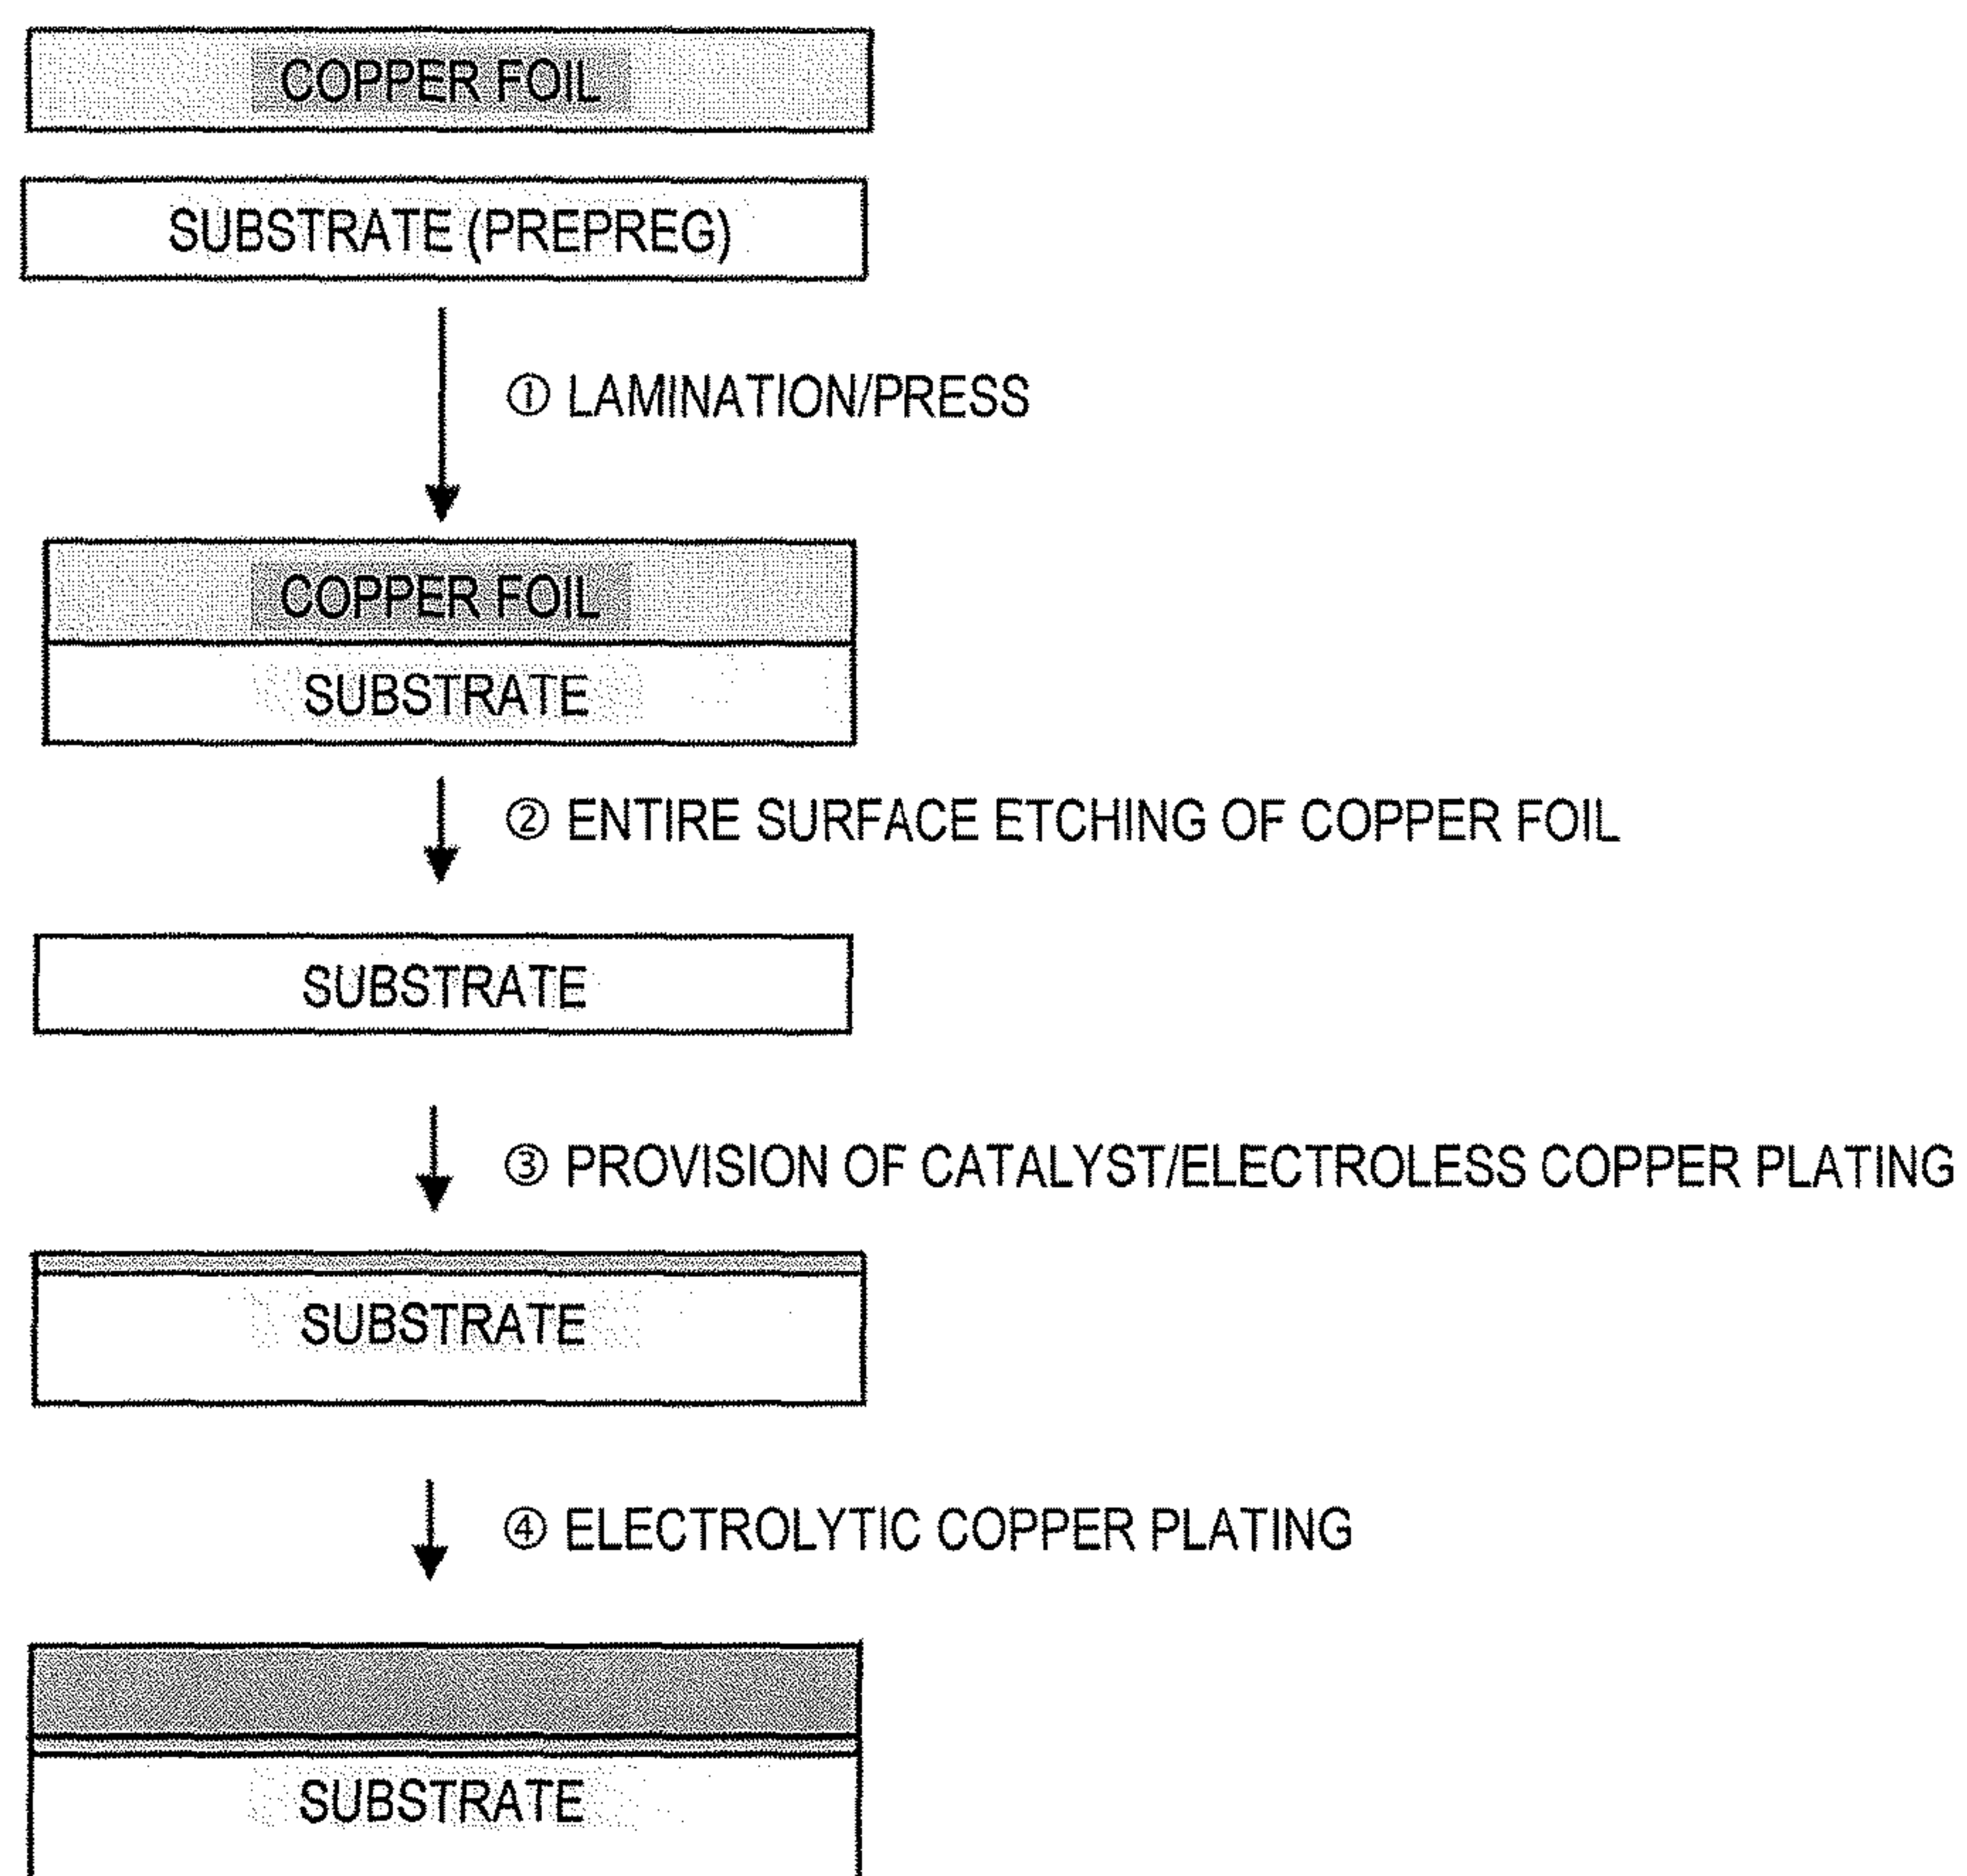 COPPER FOIL
SUBSTRATE (PREPREG)
① LAMINATION/PRESS
COPPER FOIL
SUBSTRATE
② ENTIRE SURFACE ETCHING OF COPPER FOIL
SUBSTRATE
③ PROVISION OF CATALYST/ELECTROLESS COPPER PLATING
SUBSTRATE
④ ELECTROLYTIC COPPER PLATING
SUBSTRATE